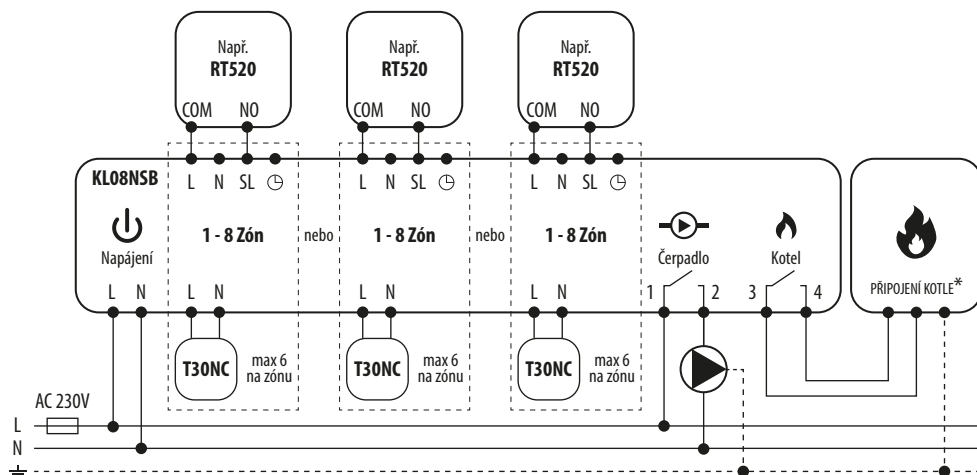 Např.
RT520
COM NO
Např.
RT520
COM NO
Např.
RT520
COM NO
KL08NSB
L N SL
L N SL
L N SL
Napájení
1 - 8 Zón
nebo
1 - 8 Zón
nebo
1 - 8 Zón
Čerpadlo
Kotel
PŘIPOJENÍ KOTLE*
L N
L N
L N
L N
1 2
3 4
T30NC
max 6
na zónu
T30NC
max 6
na zónu
T30NC
max 6
na zónu
AC 230V
L
N